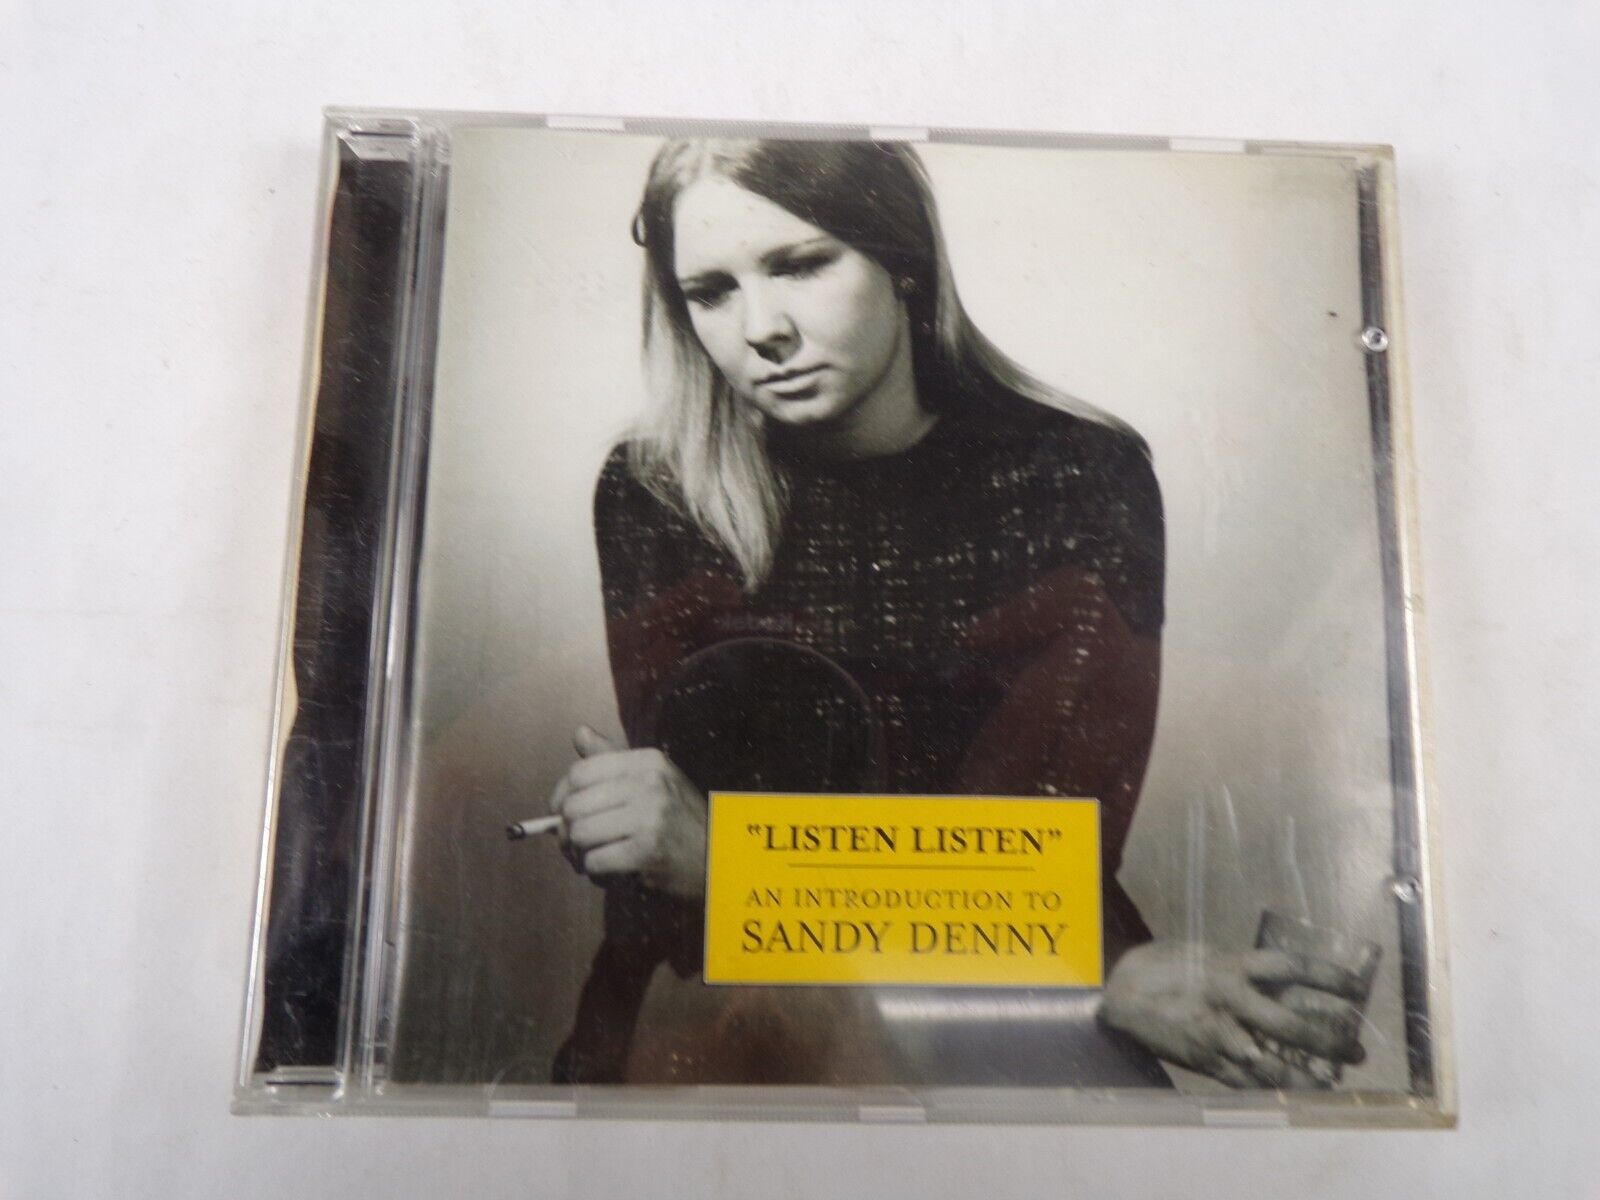 "LISTEN LISTEN"
AN INTRODUCTION TO
SANDY DENNY